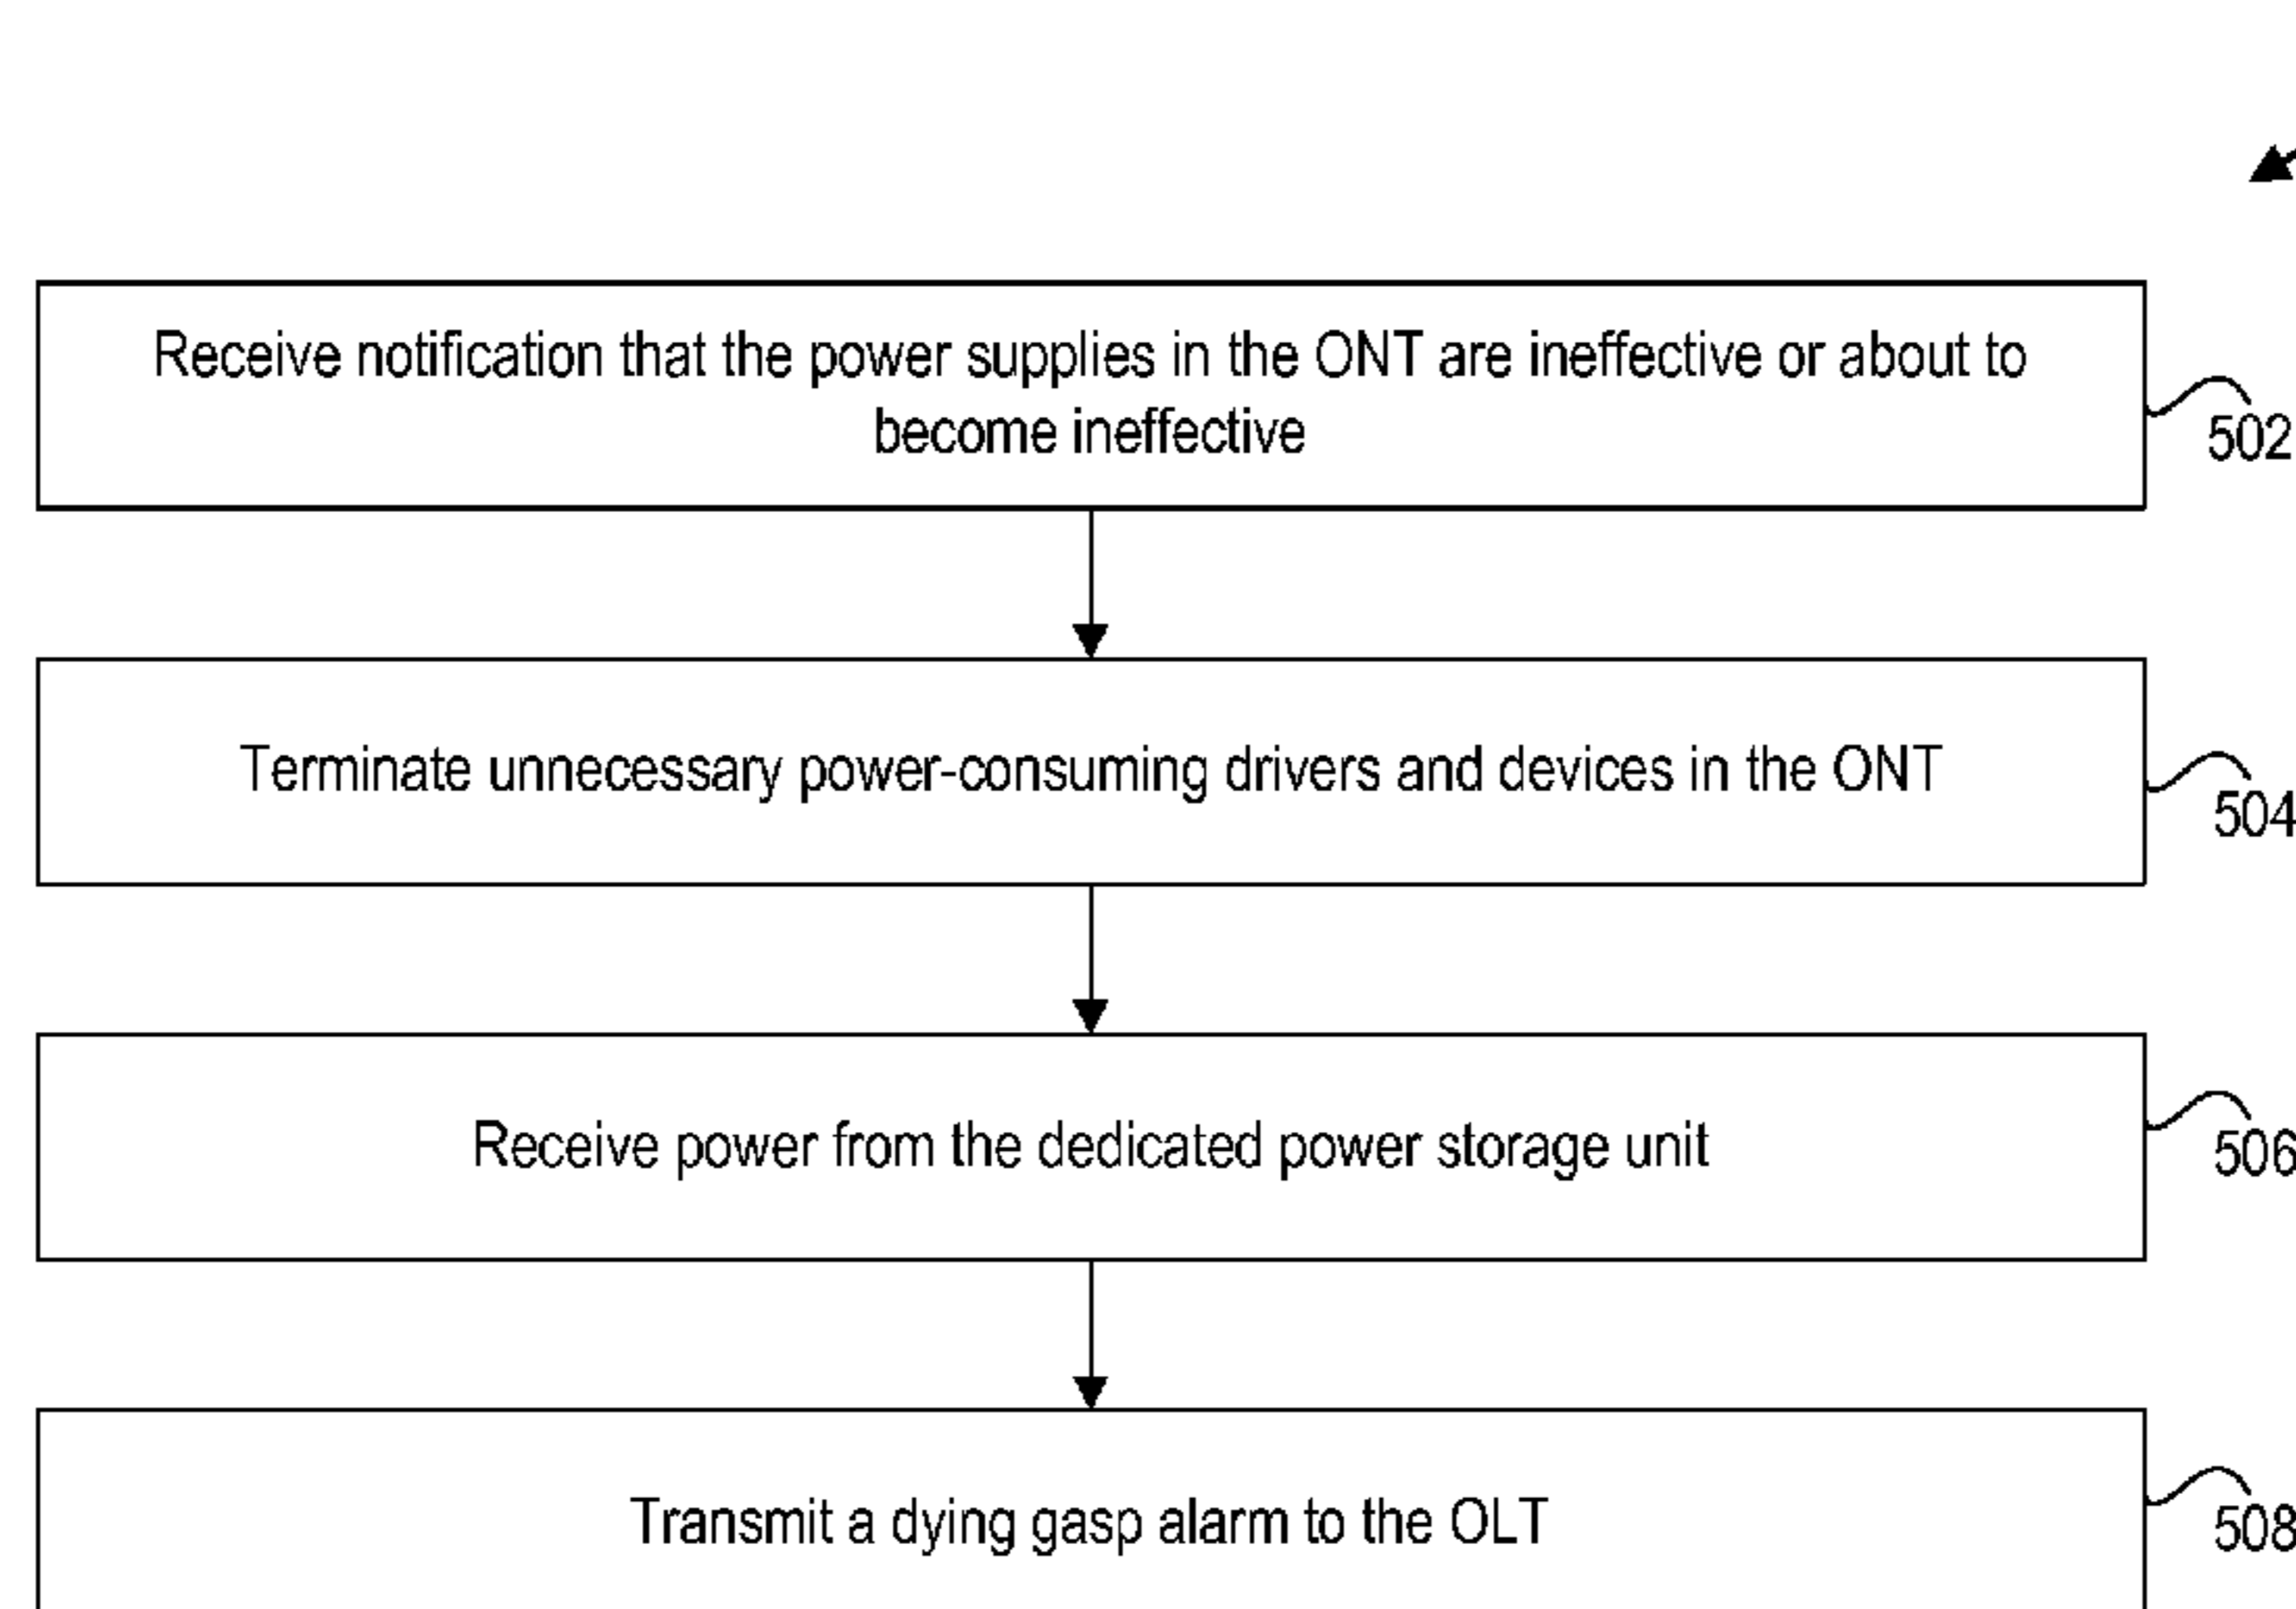 Receive notification that the power supplies in the ONT are ineffective or about to
become ineffective
502
Terminate unnecessary power-consuming drivers and devices in the ONT
504
Receive power from the dedicated power storage unit
506
Transmit a dying gasp alarm to the OLT
508